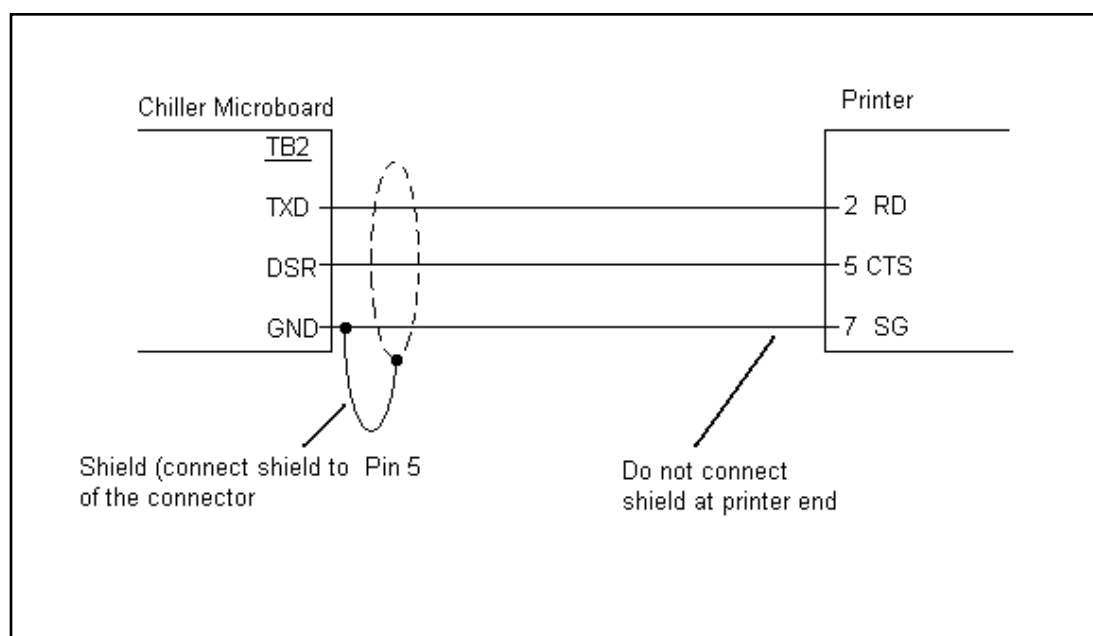 Chiller Microboard
Printer
TB2
TXD
2 RD
DSR
5 CTS
GND
7 SG
Shield (connect shield to Pin 5
of the connector
Do not connect
shield at printer end